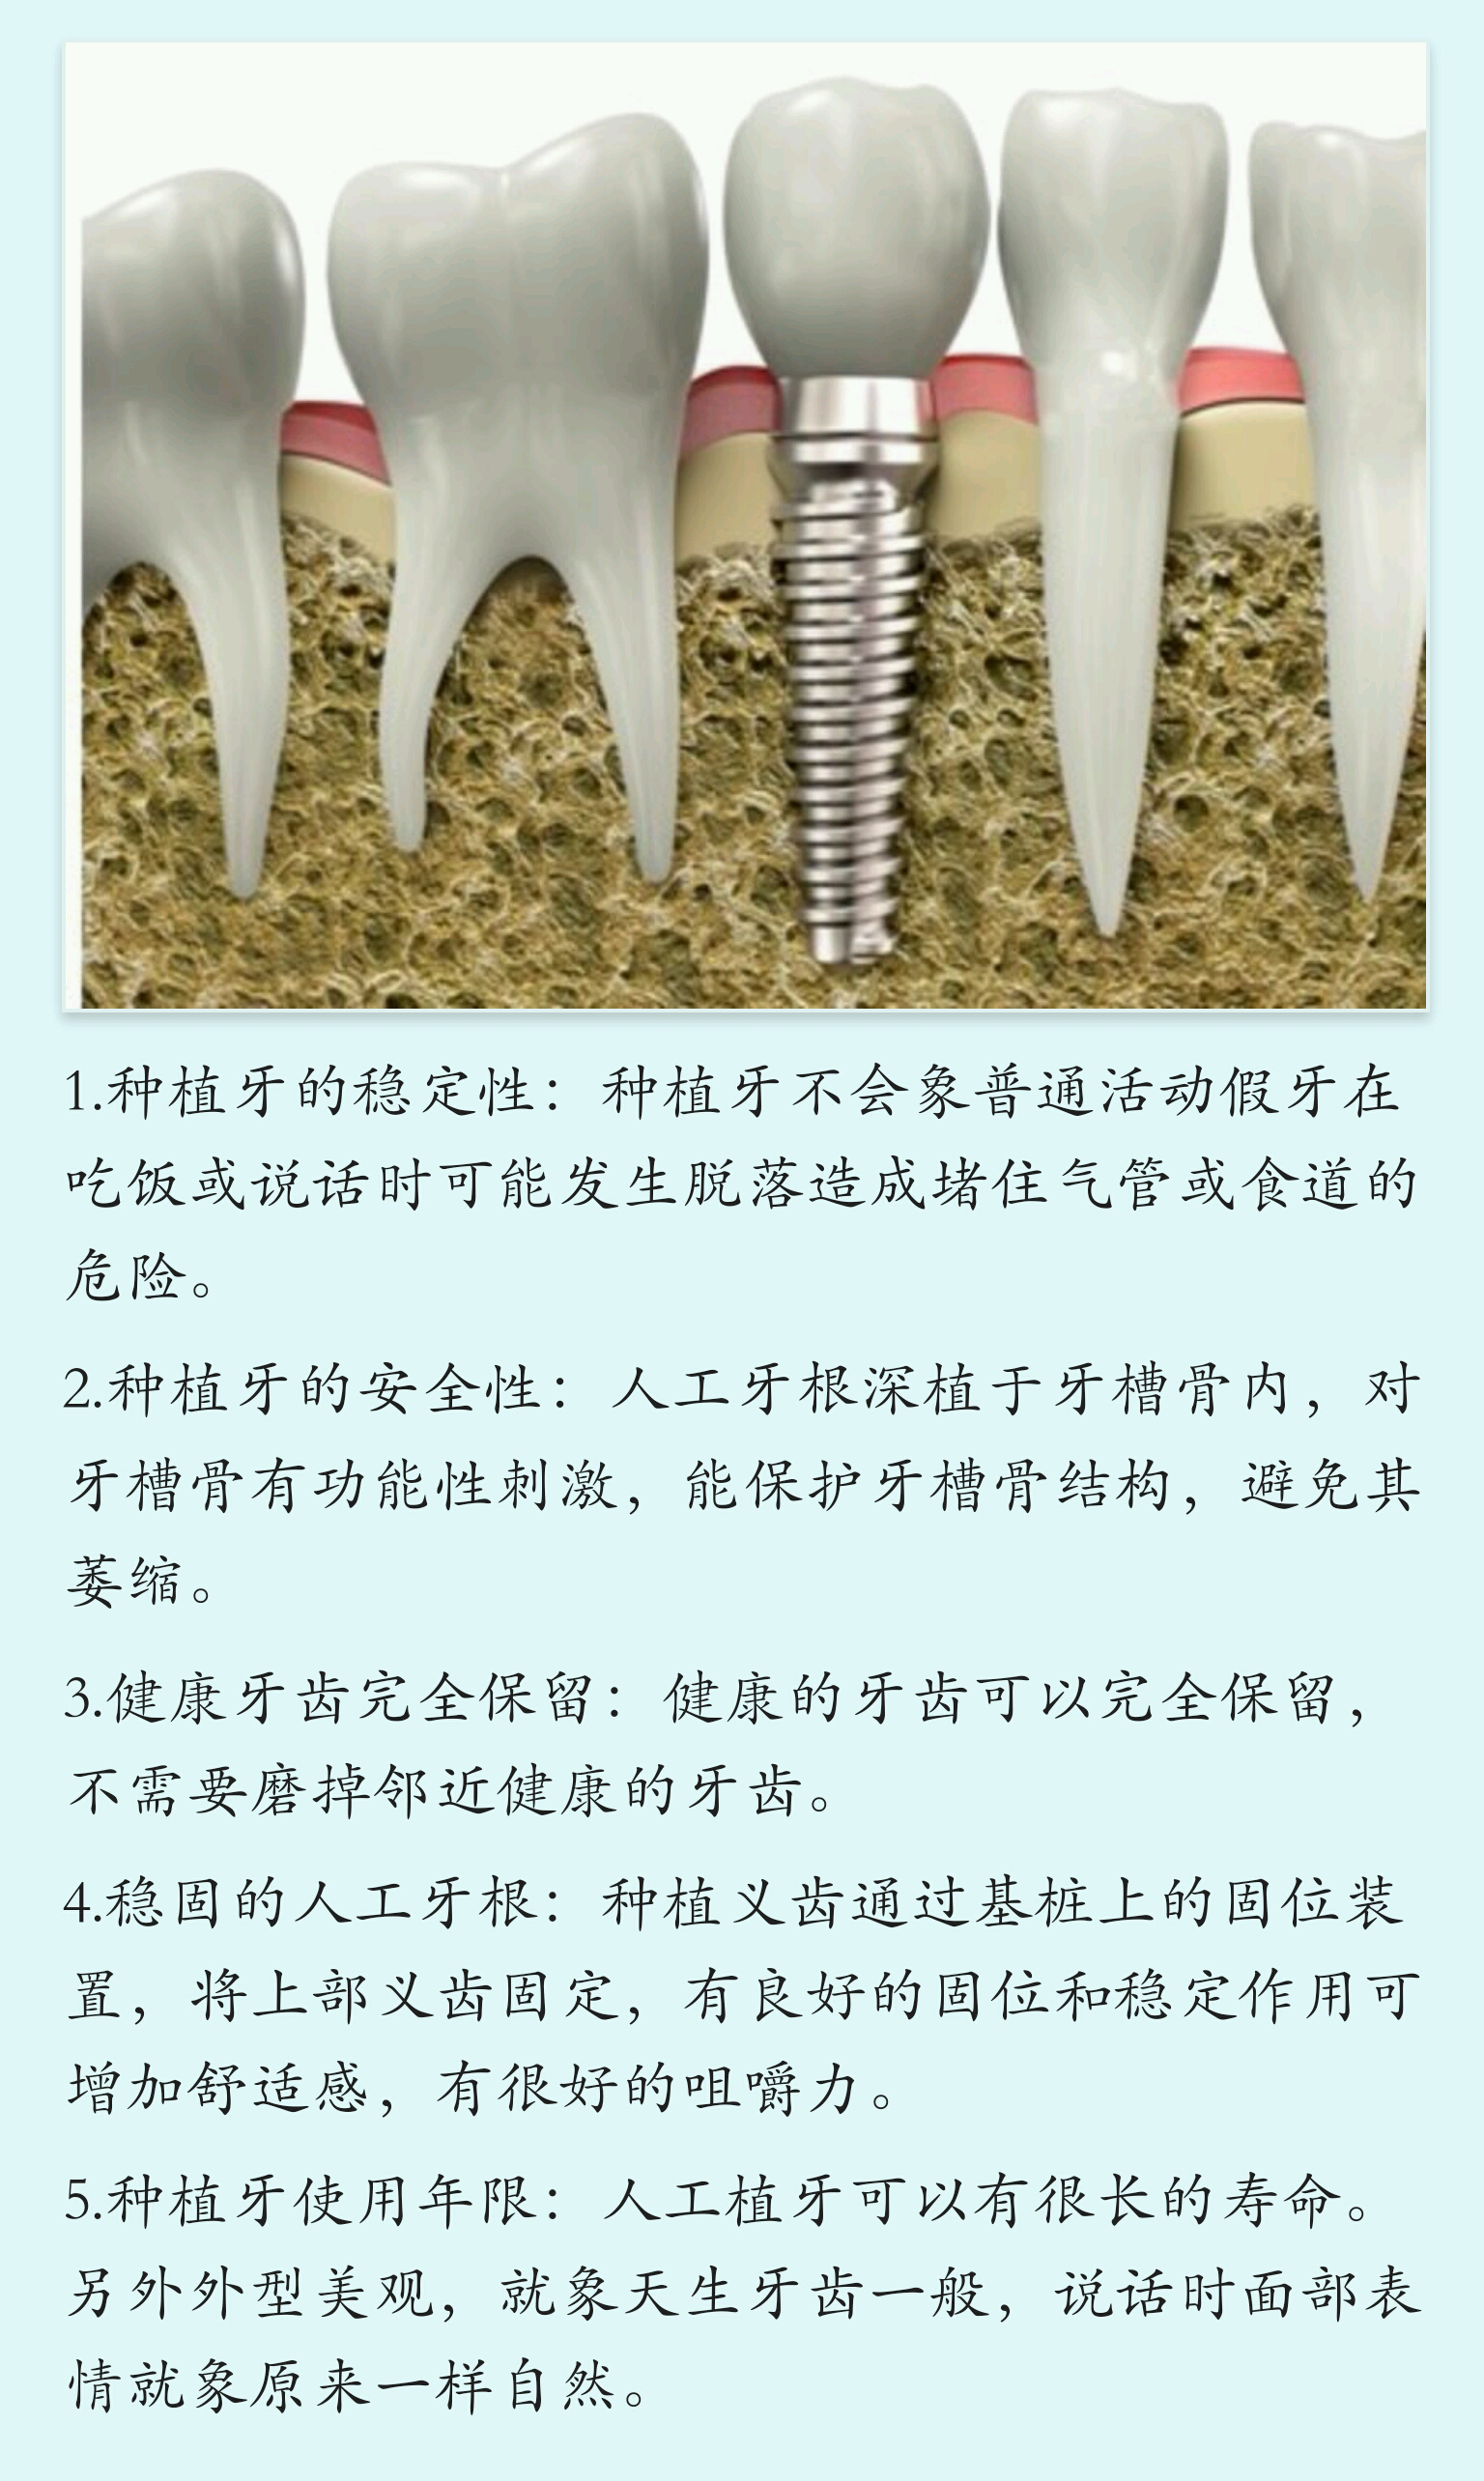 1.种植牙的稳定性：种植牙不会象普通活动假牙在
吃饭或说话时可能发生脱落造成堵住气管或食道的
危险。
2.种植牙的安全性：人工牙根深植于牙槽骨内，对
牙槽骨有功能性刺激，能保护牙槽骨结构，避免其
萎缩。
3.健康牙齿完全保留：健康的牙齿可以完全保留，
不需要磨掉邻近健康的牙齿。
4.稳固的人工牙根：种植义齿通过基桩上的固位装
置，将上部义齿固定，有良好的固位和稳定作用可
增加舒适感，有很好的咀嚼力。
5.种植牙使用年限：人工植牙可以有很长的寿命。
另外外型美观，就象天生牙齿一般，说话时面部表
情就象原来一样自然。